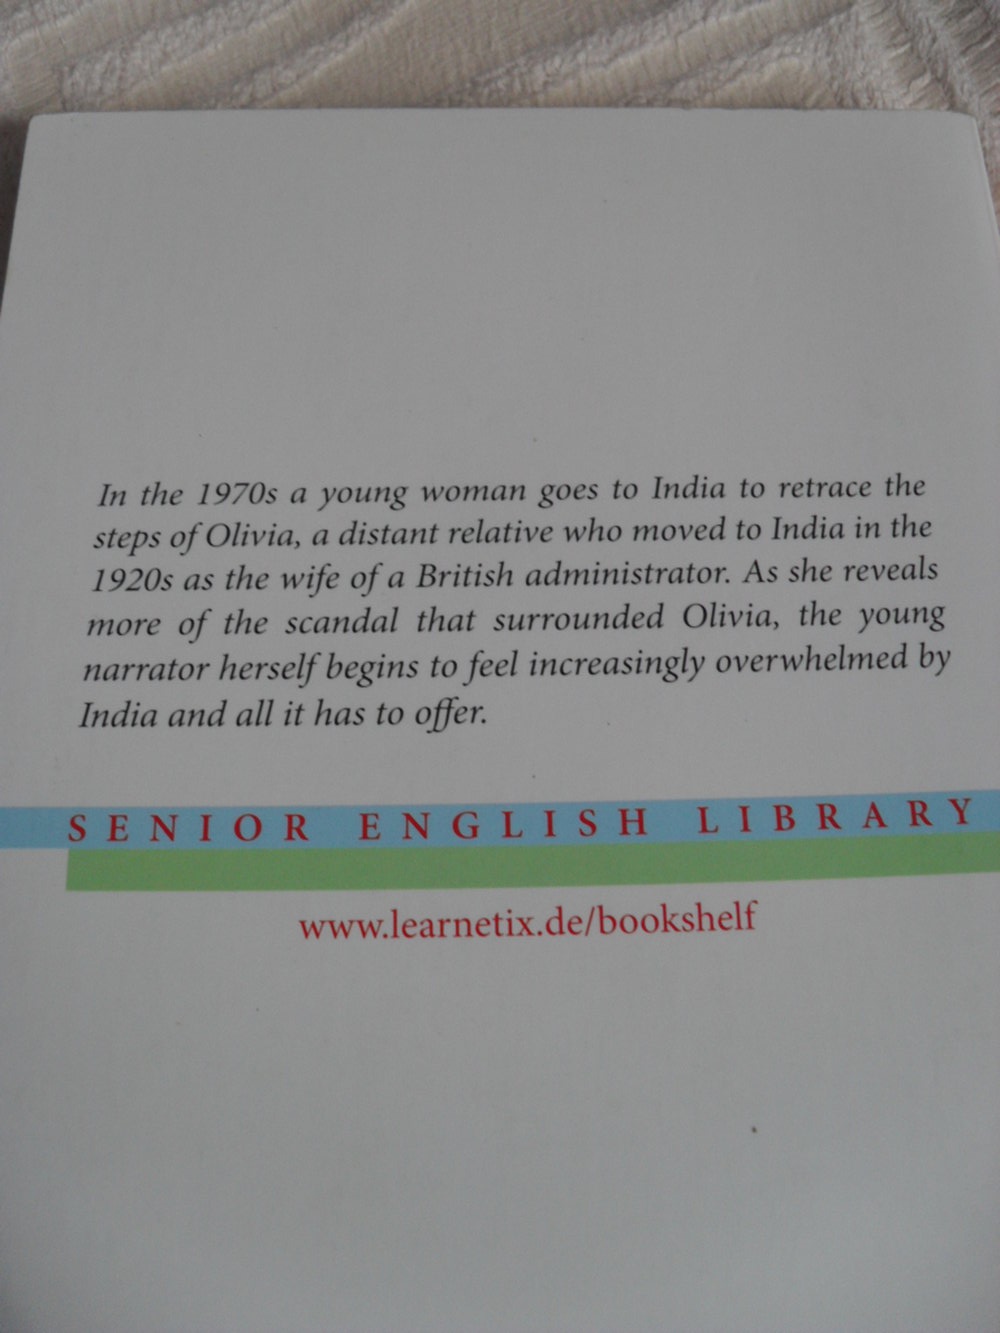 In the 1970s a young woman goes to India to retrace the
steps of Olivia, a distant relative who moved to India in the
1920s as the wife of a British administrator. As she reveals
more of the scandal that surrounded Olivia, the young
narrator herself begins to feel increasingly overwhelmed by
India and all it has to offer.
SENIOR ENGLISH LIBRARY
www.learnetix.de/bookshelf